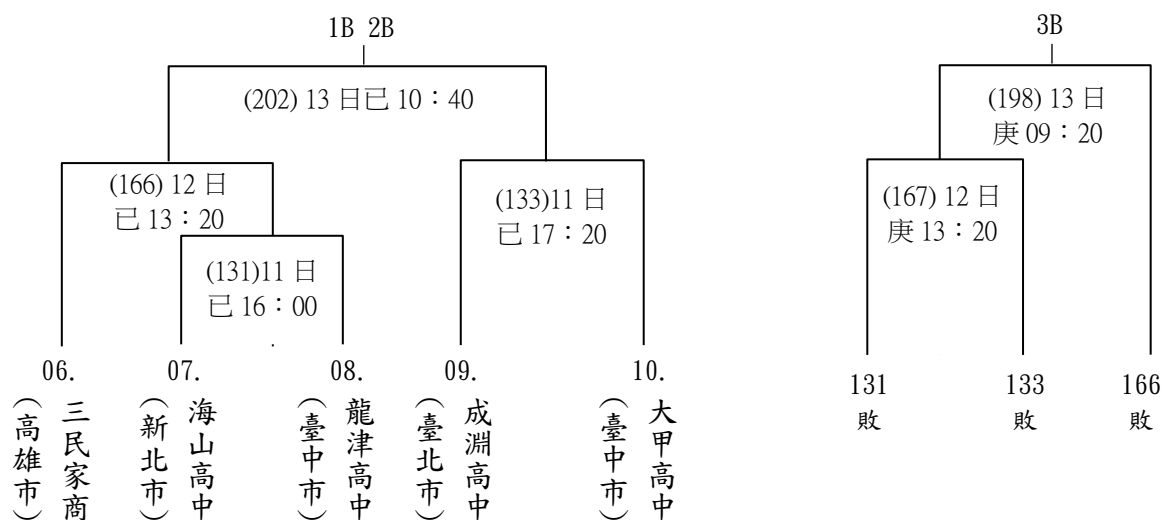 1B 2B
(202) 13 日已 10：40
(166) 12 日
已 13：20
(133)11 日
已 17：20
(131)11 日
已 16：00
06.
三民家商
（高雄市）
07.
海山高中
（新北市）
08.
龍津高中
（臺中市）
09.
成淵高中
（臺北市）
10.
大甲高中
（臺中市）
3B
(198) 13 日
庚 09：20
(167) 12 日
庚 13：20
131
敗
133
敗
166
敗